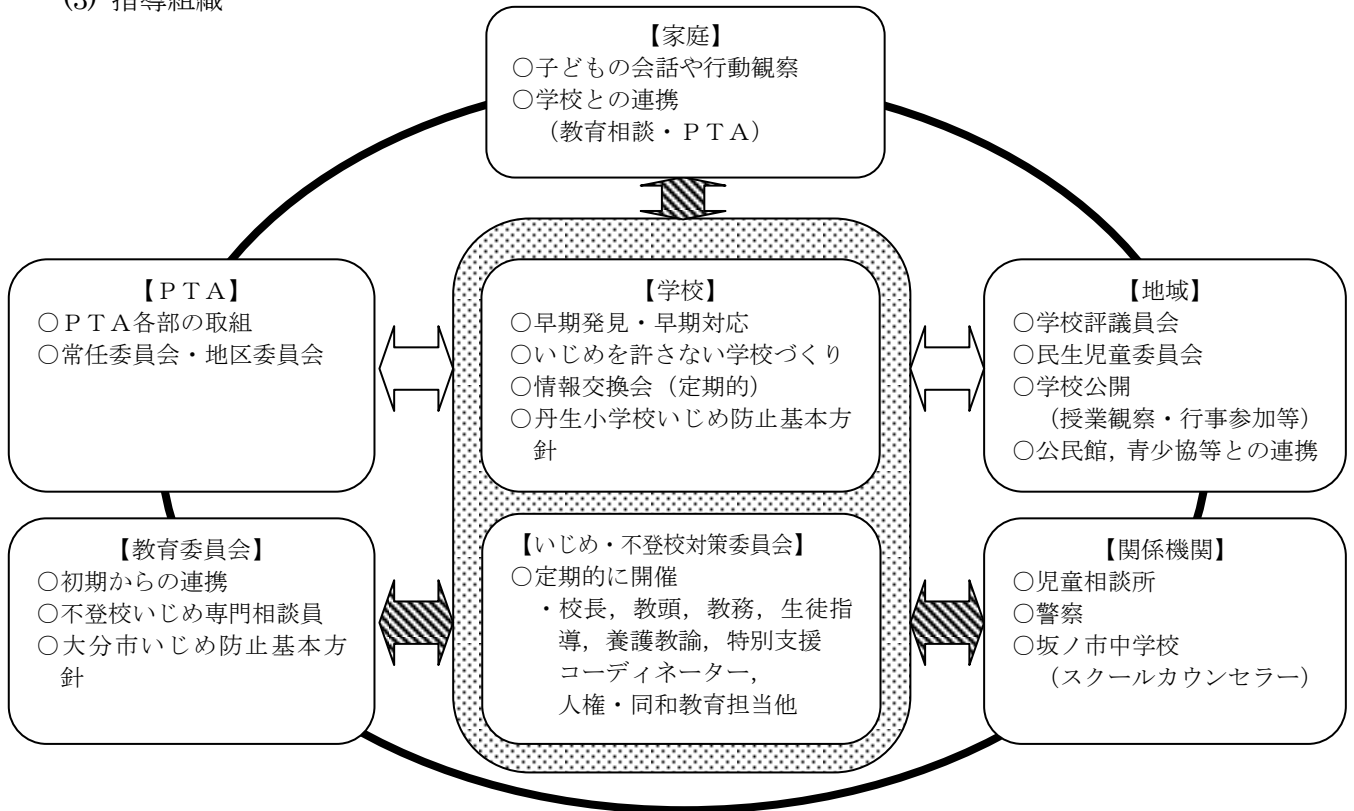 (3) 指導組織
【家庭】
○子どもの会話や行動観察
○学校との連携
（教育相談・ＰＴＡ）
【ＰＴＡ】
○ＰＴＡ各部の取組
○常任委員会・地区委員会
【学校】
○早期発見・早期対応
○いじめを許さない学校づくり
○情報交換会（定期的）
○丹生小学校いじめ防止基本方
針
【地域】
○学校評議員会
○民生児童委員会
○学校公開
（授業観察・行事参加等）
○公民館，青少協等との連携
【教育委員会】
○初期からの連携
○不登校いじめ専門相談員
○大分市いじめ防止基本方
針
【いじめ・不登校対策委員会】
○定期的に開催
・校長，教頭，教務，生徒指
導，養護教諭，特別支援
コーディネーター，
人権・同和教育担当他
【関係機関】
○児童相談所
○警察
○坂ノ市中学校
（スクールカウンセラー）